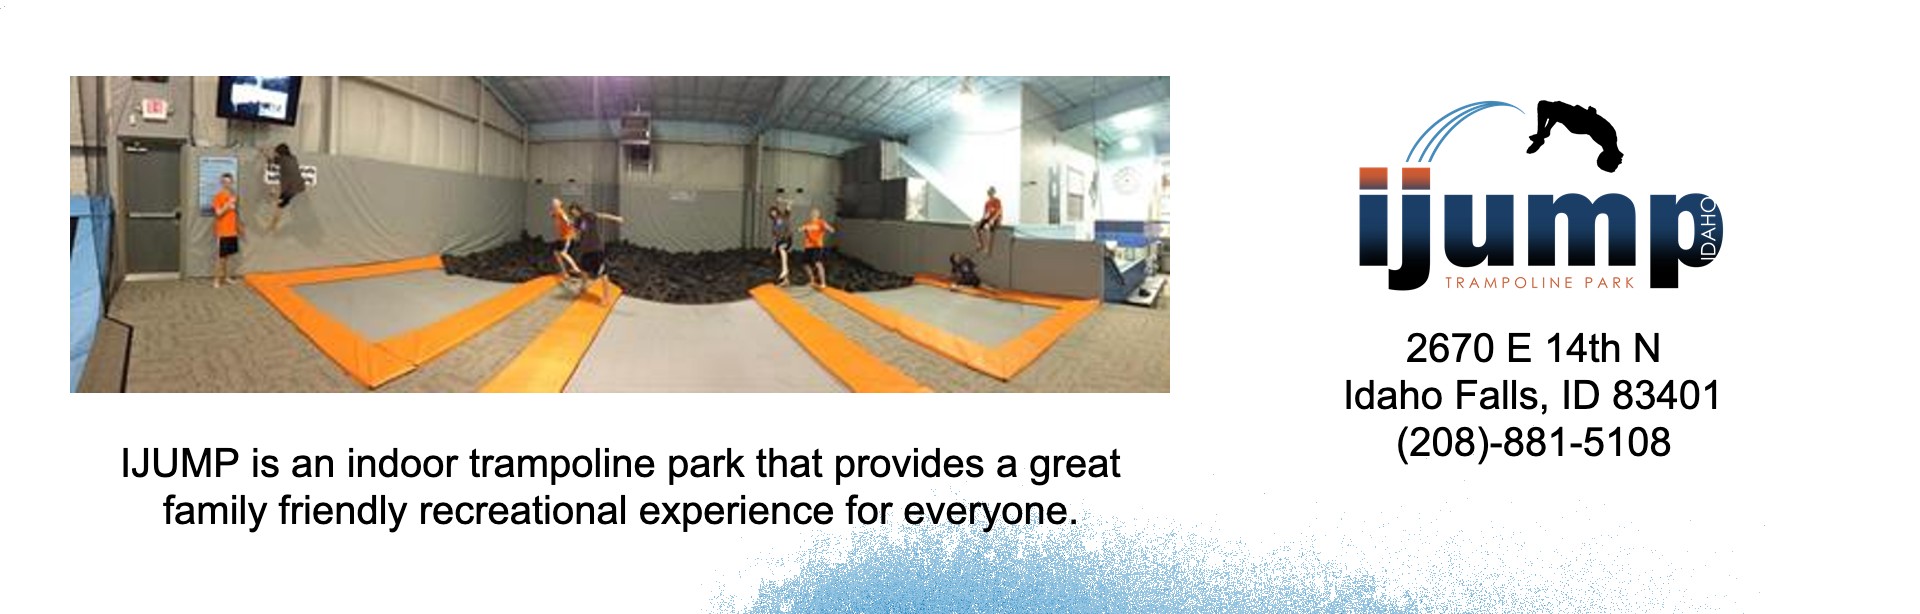 IJUMP is an indoor trampoline park that provides a great
family friendly recreational experience for everyone.
ijump
IDAHO
TRAMPOLINE PARK
2670 E 14th N
Idaho Falls, ID 83401
(208)-881-5108